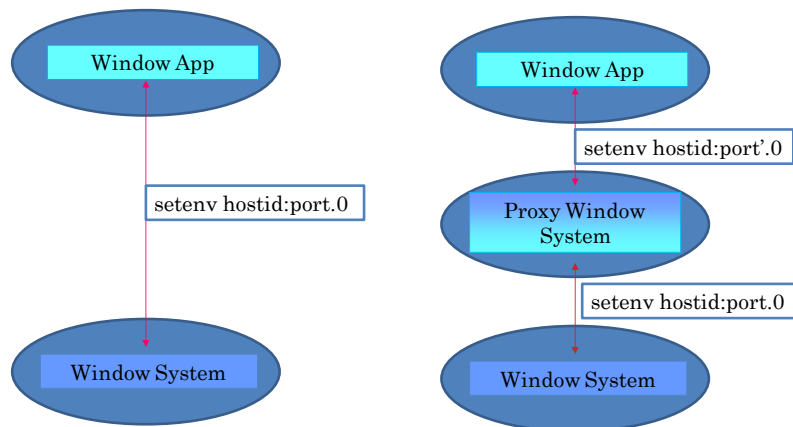 Window App
setenv hostid:port.0
Window System
Window App
setenv hostid:port’.0
Proxy Window
System
setenv hostid:port.0
Window System